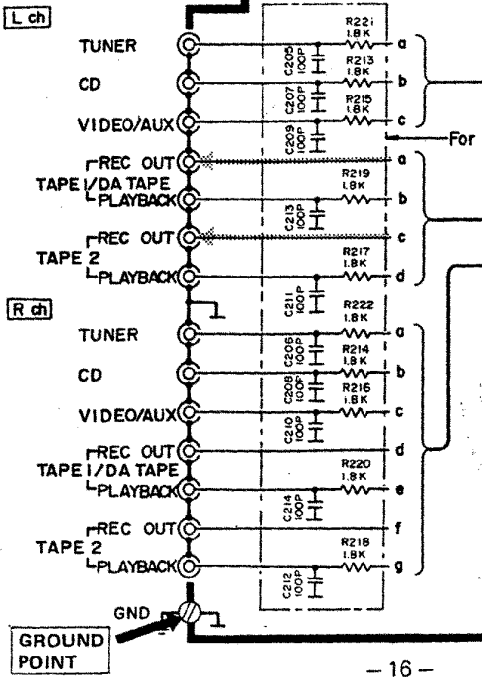 L ch
R221
1.8K
TUNER
a
C205
100P
R213
1.8K
CD
b
C207
100P
R215
1.8K
VIDEO/AUX
c
C209
100P
For
REC OUT
a
TAPE 1/DA TAPE
R219
1.8K
PLAYBACK
b
C213
100P
REC OUT
c
TAPE 2
R217
1.8K
PLAYBACK
d
C211
100P
R ch
R222
1.8K
TUNER
a
C206
100P
R214
1.8K
CD
b
C208
100P
R216
1.8K
VIDEO/AUX
c
C210
100P
REC OUT
d
TAPE 1/DA TAPE
R220
1.8K
PLAYBACK
e
C214
100P
REC OUT
f
TAPE 2
R218
1.8K
PLAYBACK
g
C212
100P
GND
GROUND
POINT
– 16 –